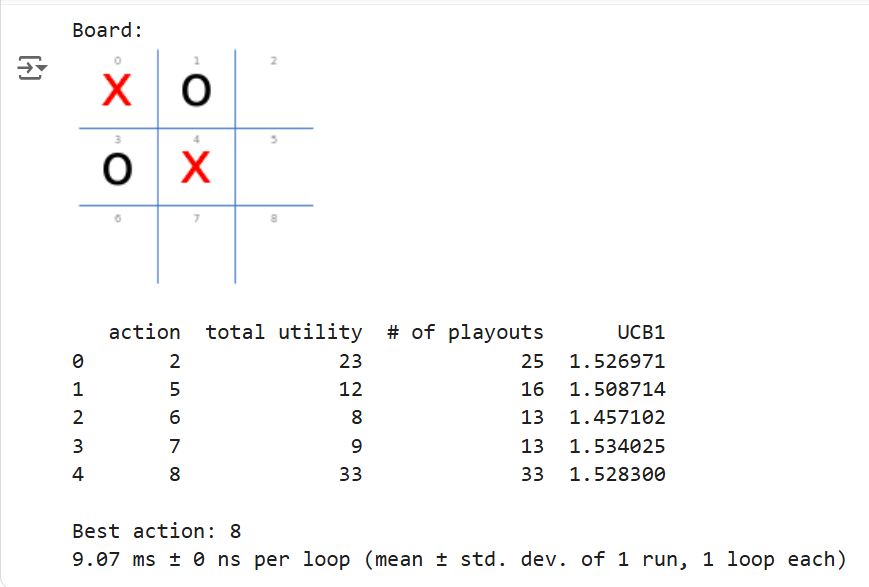 Board:
0 1 2
X O
3 4 5
O X
6 7 8
action total utility # of playouts UCB1
0 2 23 25 1.526971
1 5 12 16 1.508714
2 6 8 13 1.457102
3 7 9 13 1.534025
4 8 33 33 1.528300
Best action: 8
9.07 ms ± 0 ns per loop (mean ± std. dev. of 1 run, 1 loop each)